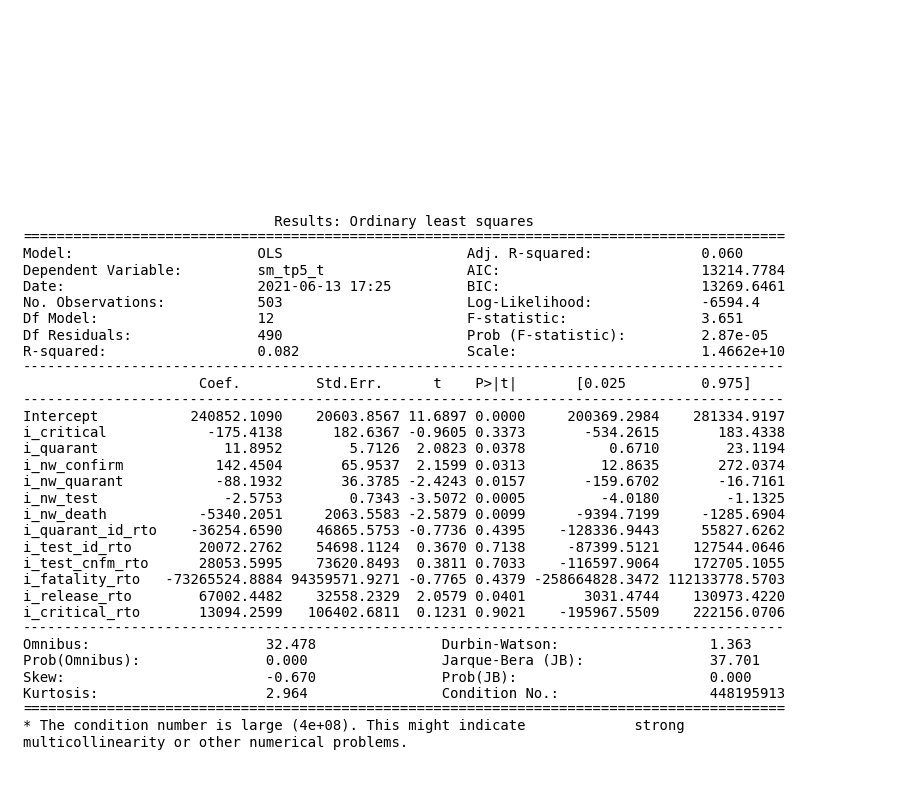 Results: Ordinary least squares
===========================================================================================
Model: OLS Adj. R-squared: 0.060
Dependent Variable: sm_tp5_t AIC: 13214.7784
Date: 2021-06-13 17:25 BIC: 13269.6461
No. Observations: 503 Log-Likelihood: -6594.4
Df Model: 12 F-statistic: 3.651
Df Residuals: 490 Prob (F-statistic): 2.87e-05
R-squared: 0.082 Scale: 1.4662e+10
-------------------------------------------------------------------------------------------
Coef. Std.Err. t P>|t| [0.025 0.975]
-------------------------------------------------------------------------------------------
Intercept 240852.1090 20603.8567 11.6897 0.0000 200369.2984 281334.9197
i_critical -175.4138 182.6367 -0.9605 0.3373 -534.2615 183.4338
i_quarant 11.8952 5.7126 2.0823 0.0378 0.6710 23.1194
i_nw_confirm 142.4504 65.9537 2.1599 0.0313 12.8635 272.0374
i_nw_quarant -88.1932 36.3785 -2.4243 0.0157 -159.6702 -16.7161
i_nw_test -2.5753 0.7343 -3.5072 0.0005 -4.0180 -1.1325
i_nw_death -5340.2051 2063.5583 -2.5879 0.0099 -9394.7199 -1285.6904
i_quarant_id_rto -36254.6590 46865.5753 -0.7736 0.4395 -128336.9443 55827.6262
i_test_id_rto 20072.2762 54698.1124 0.3670 0.7138 -87399.5121 127544.0646
i_test_cnfm_rto 28053.5995 73620.8493 0.3811 0.7033 -116597.9064 172705.1055
i_fatality_rto -73265524.8884 94359571.9271 -0.7765 0.4379 -258664828.3472 112133778.5703
i_release_rto 67002.4482 32558.2329 2.0579 0.0401 3031.4744 130973.4220
i_critical_rto 13094.2599 106402.6811 0.1231 0.9021 -195967.5509 222156.0706
-------------------------------------------------------------------------------------------
Omnibus: 32.478 Durbin-Watson: 1.363
Prob(Omnibus): 0.000 Jarque-Bera (JB): 37.701
Skew: -0.670 Prob(JB): 0.000
Kurtosis: 2.964 Condition No.: 448195913
===========================================================================================
* The condition number is large (4e+08). This might indicate strong
multicollinearity or other numerical problems.